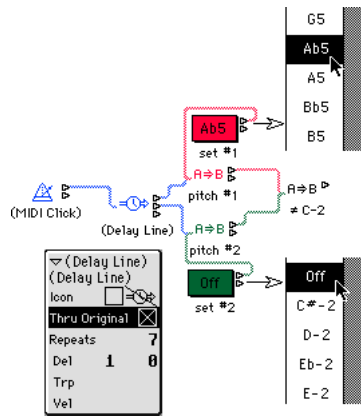 G5
Ab5
A5
Bb5
B5
Ab5
set #1
A⇒B
pitch #1
A⇒B
≠ C-2
(MIDI Click)
(Delay Line)
A⇒B
pitch #2
Off
set #2
▽(Delay Line)
(Delay Line)
Icon
Thru Original
Repeats 7
Del 1 0
Trp
Vel
Off
C#-2
D-2
Eb-2
E-2